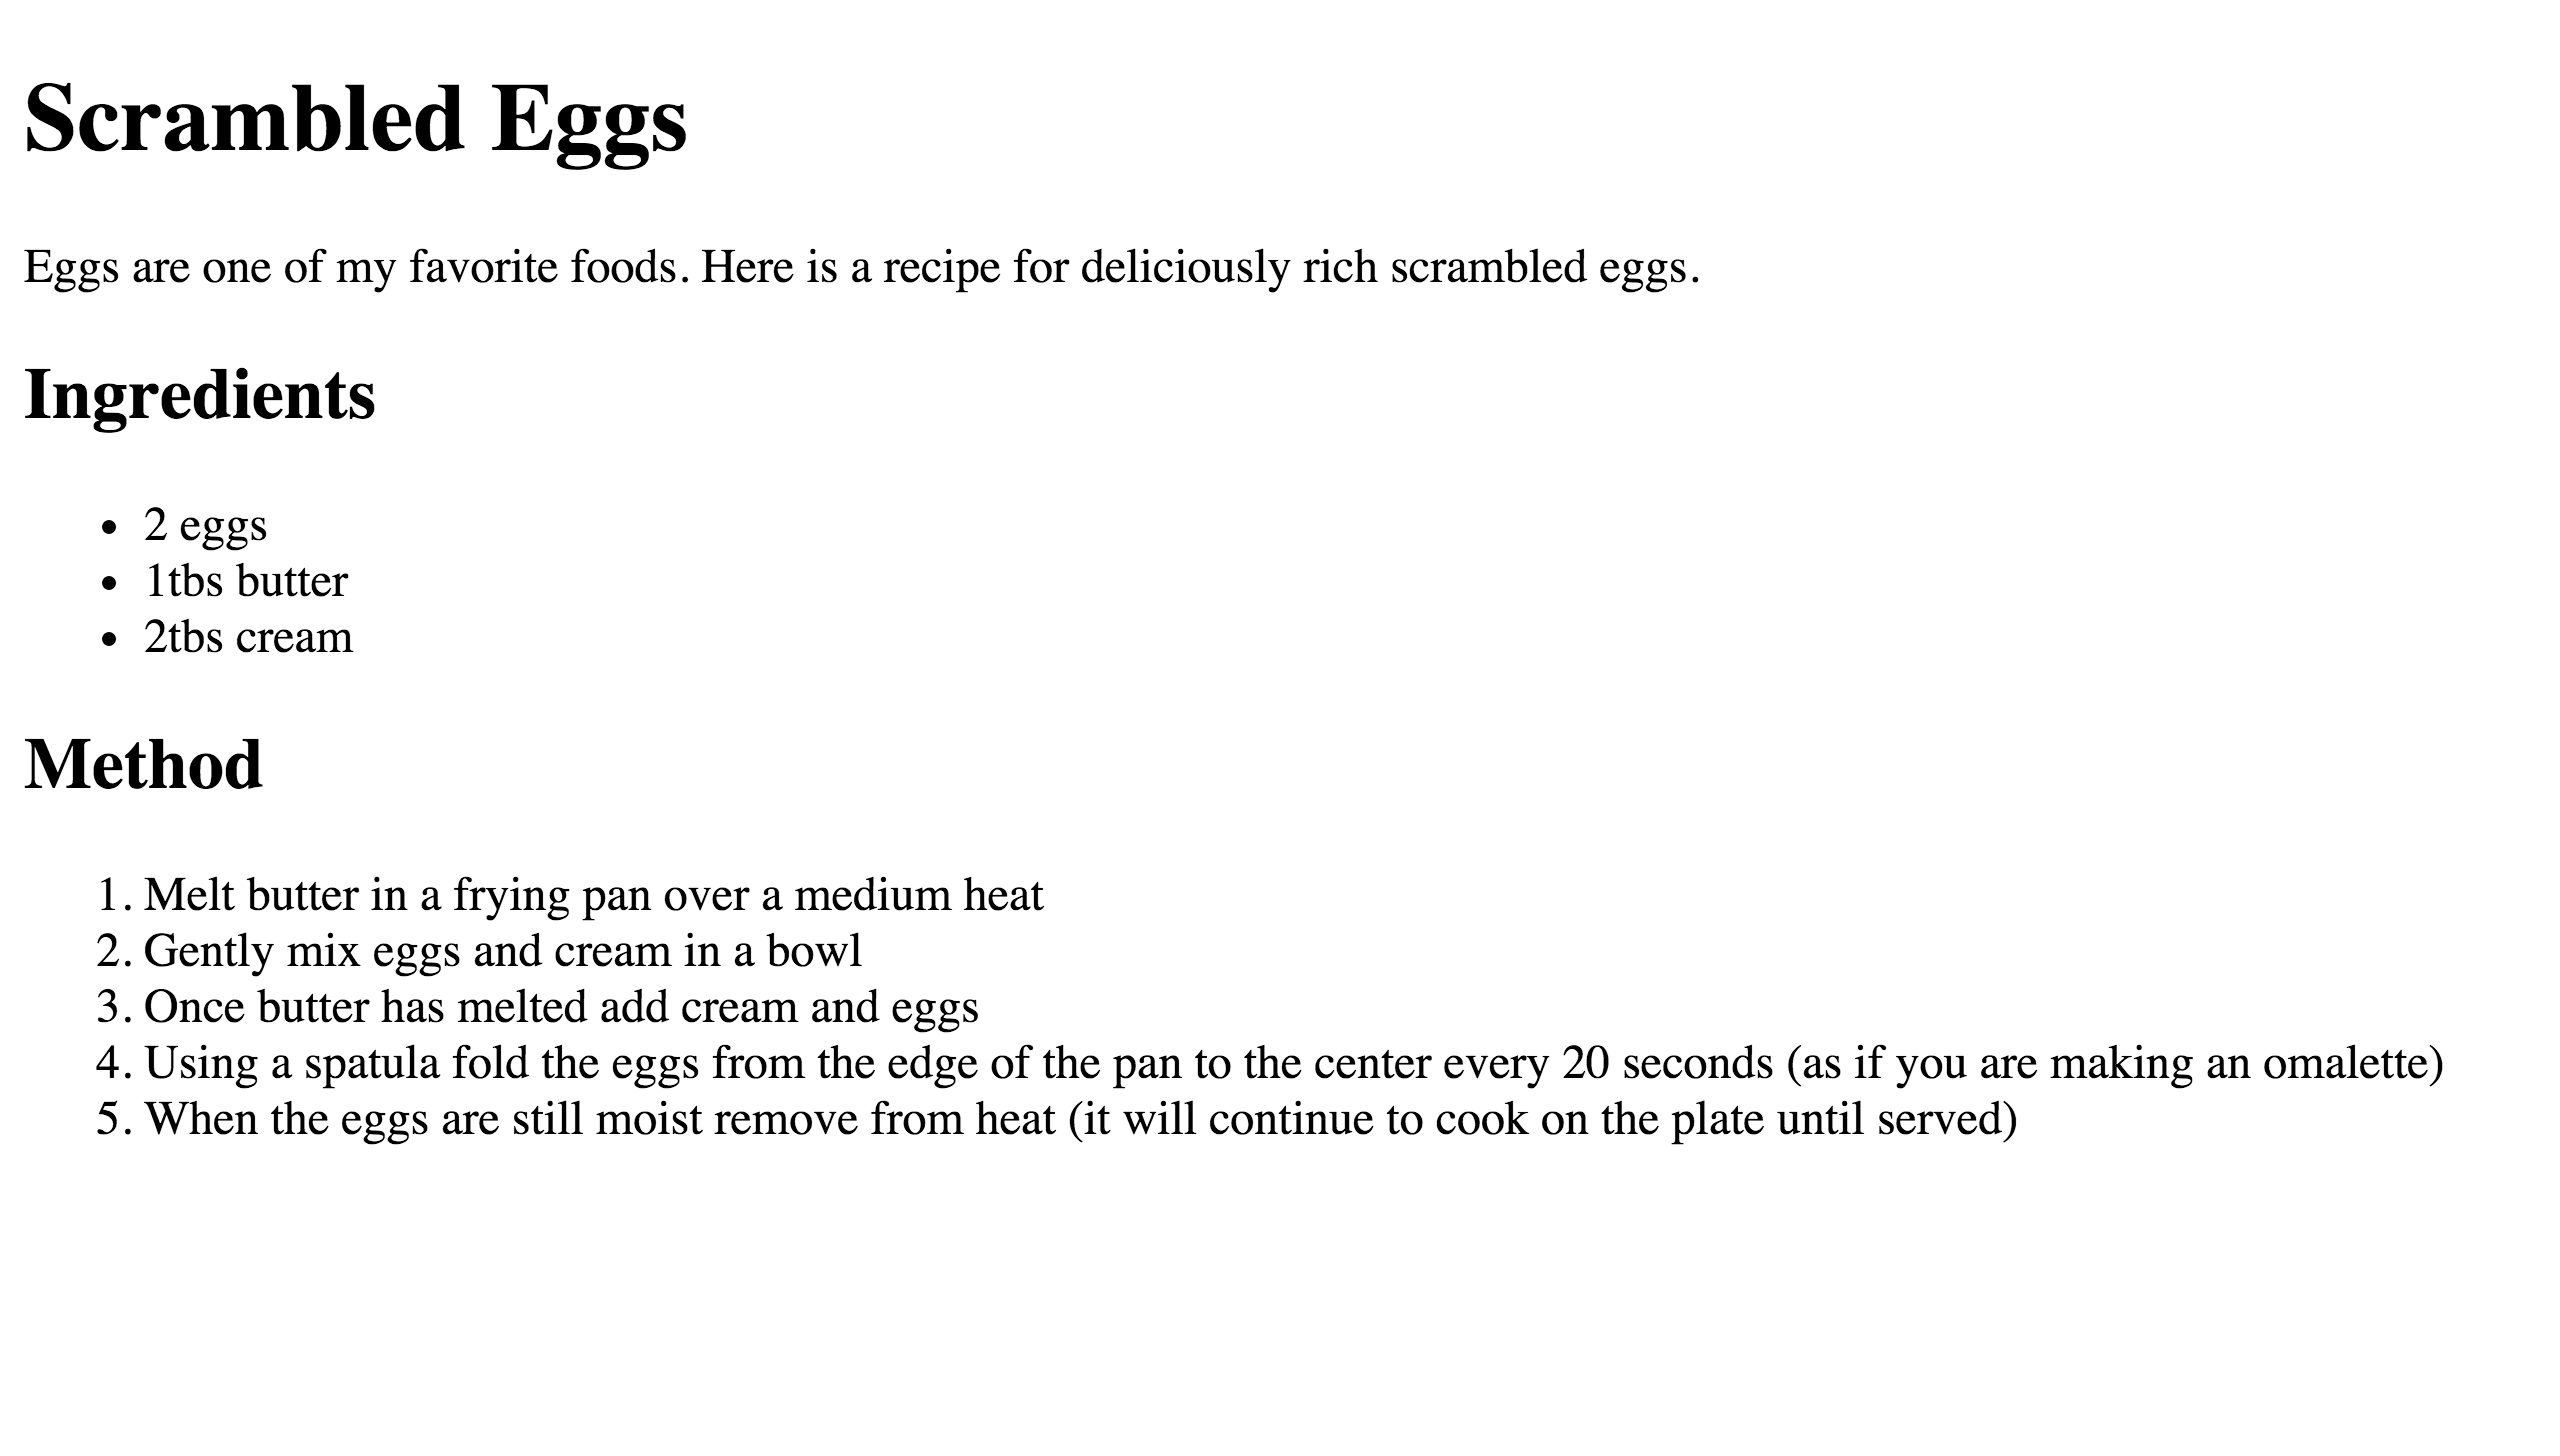 Scrambled Eggs
Eggs are one of my favorite foods. Here is a recipe for deliciously rich scrambled eggs.
Ingredients
• 2 eggs
• 1tbs butter
• 2tbs cream
Method
1. Melt butter in a frying pan over a medium heat
2. Gently mix eggs and cream in a bowl
3. Once butter has melted add cream and eggs
4. Using a spatula fold the eggs from the edge of the pan to the center every 20 seconds (as if you are making an omalette)
5. When the eggs are still moist remove from heat (it will continue to cook on the plate until served)